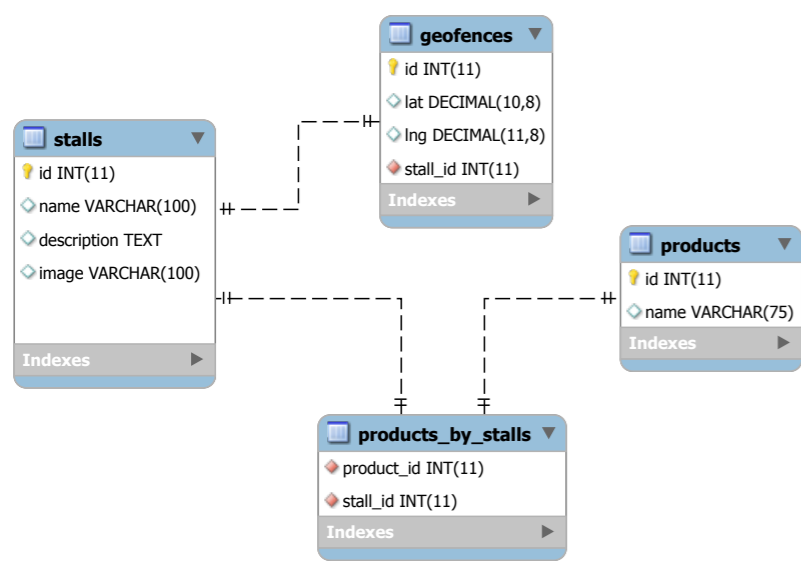 geofences
id INT(11)
lat DECIMAL(10,8)
lng DECIMAL(11,8)
stall_id INT(11)
Indexes
stalls
id INT(11)
name VARCHAR(100)
description TEXT
image VARCHAR(100)
Indexes
products
id INT(11)
name VARCHAR(75)
Indexes
products_by_stalls
product_id INT(11)
stall_id INT(11)
Indexes